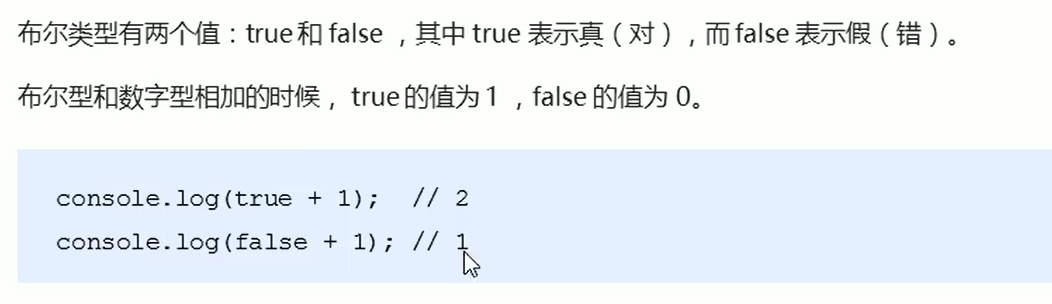 布尔类型有两个值：true 和 false ，其中 true 表示真（对），而 false 表示假（错）。
布尔型和数字型相加的时候， true 的值为 1 ，false 的值为 0。
console.log(true + 1);  // 2
console.log(false + 1); // 1